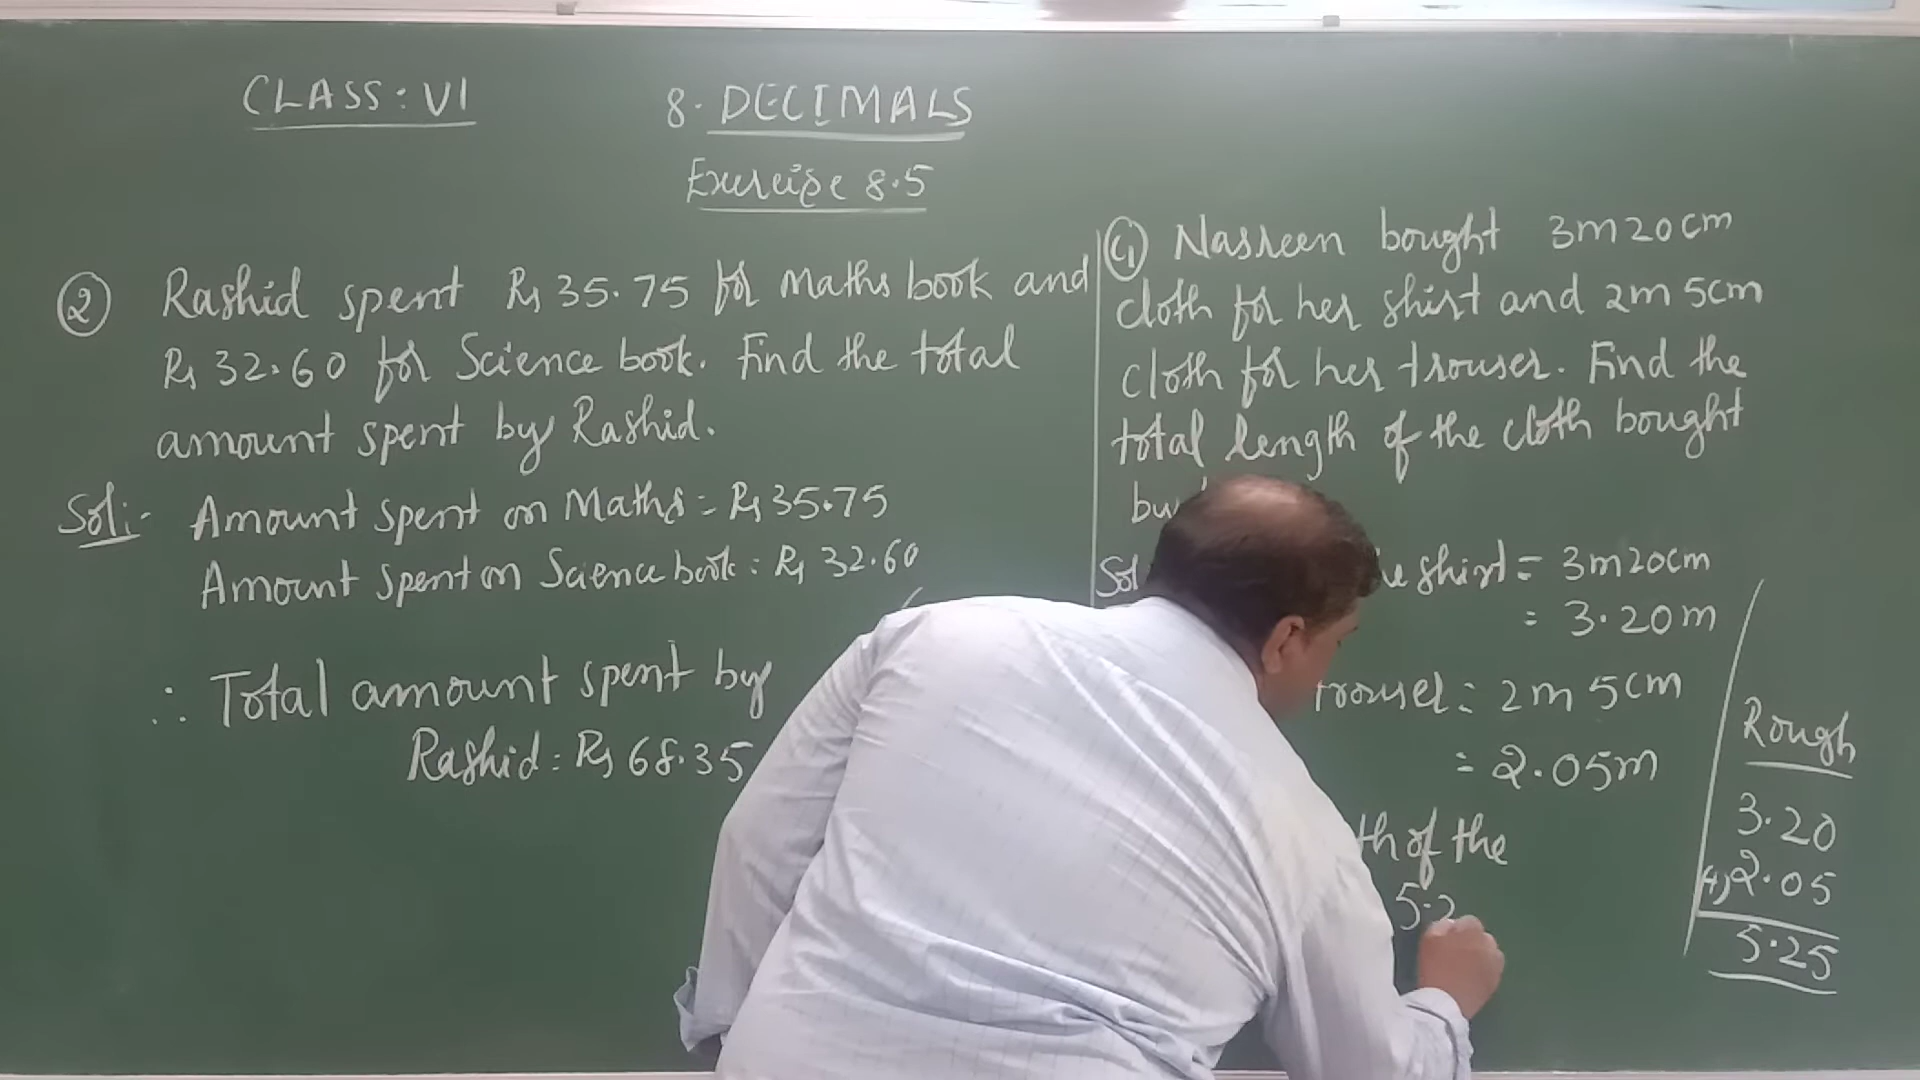 CLASS: VI
8. DECIMALS
Exercise 8.5
② Rashid spent Rs 35.75 for Maths book and
Rs 32.60 for Science book. Find the total
amount spent by Rashid.
Sol:- Amount spent on Maths = Rs 35.75
Amount spent on Science book = Rs 32.60
∴ Total amount spent by
Rashid = Rs 68.35
④ Nasreen bought 3m 20cm
cloth for her shirt and 2m 5cm
cloth for her trouser. Find the
total length of the cloth bought
Sol shirt = 3m 20cm
= 3.20m
trouser = 2m 5cm
= 2.05m
of the
5.2
Rough
3.20
(+) 2.05
5.25